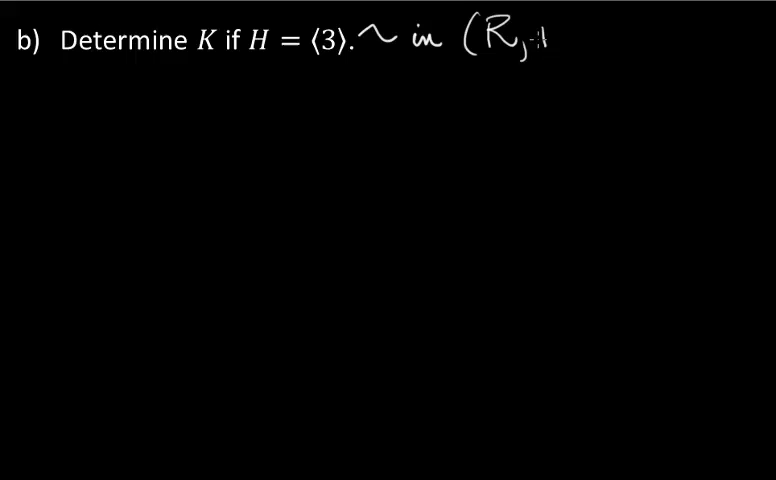 b) Determine K if H = ⟨3⟩. ~ in (R,